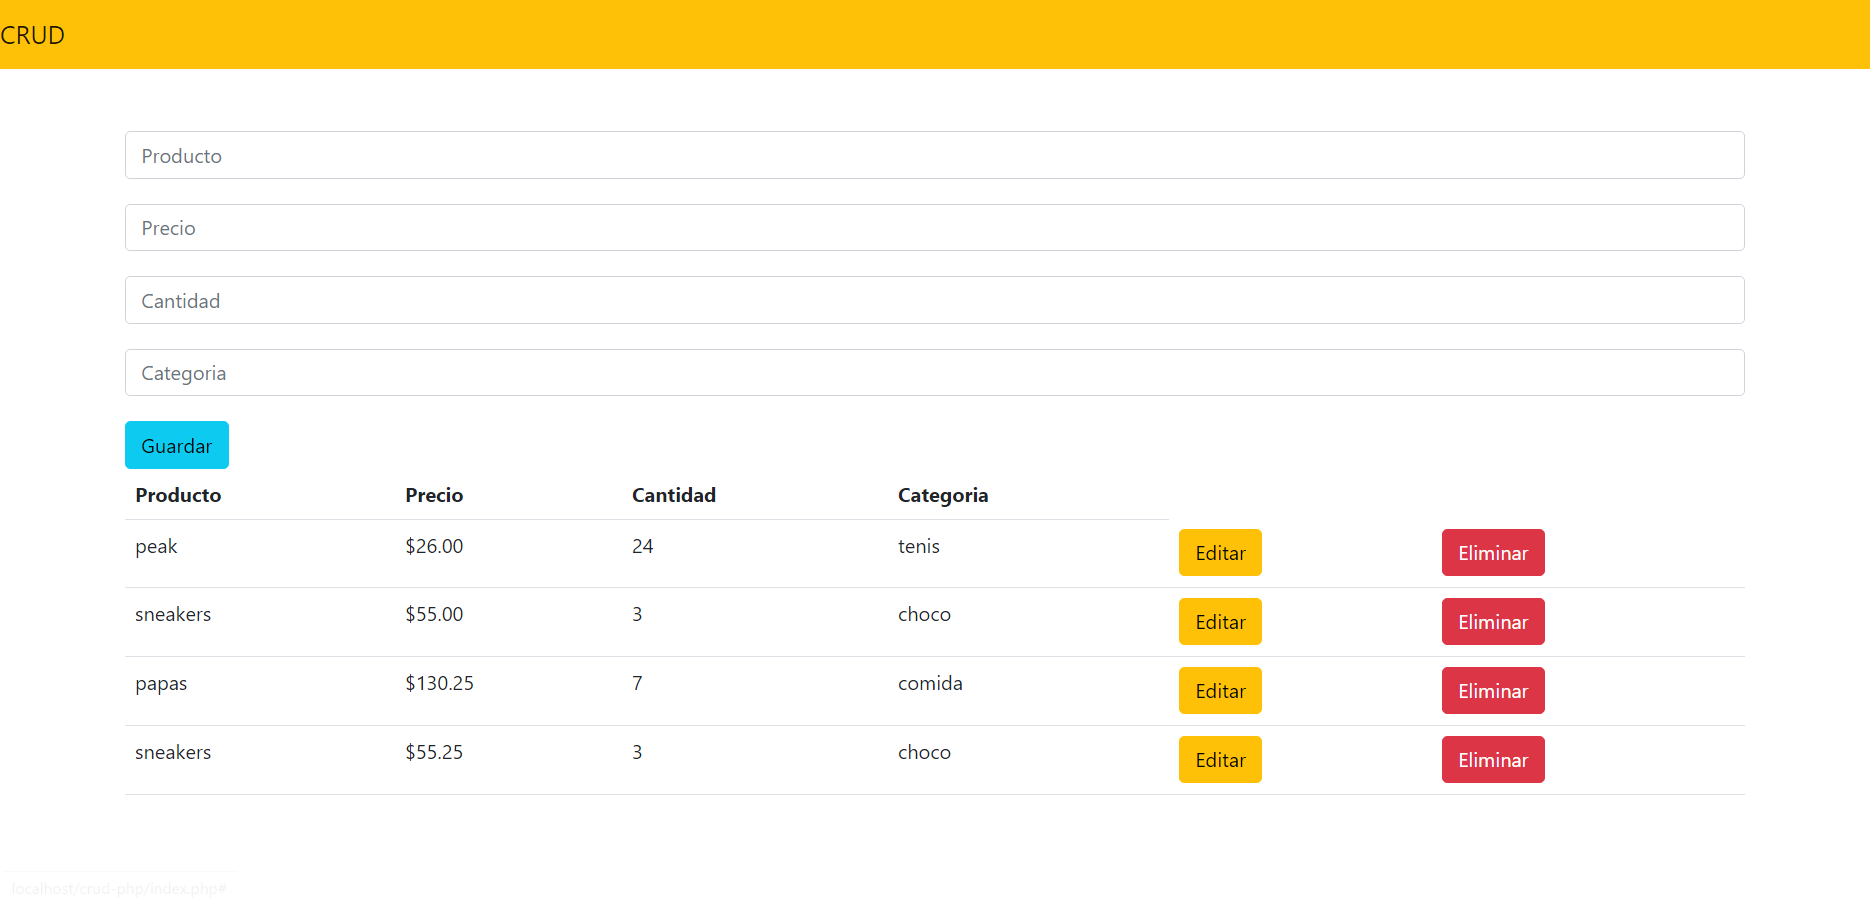 CRUD
Producto
Precio
Cantidad
Categoria
Guardar
Producto Precio Cantidad Categoria
peak $26.00 24 tenis Editar Eliminar
sneakers $55.00 3 choco Editar Eliminar
papas $130.25 7 comida Editar Eliminar
sneakers $55.25 3 choco Editar Eliminar
localhost/crud-php/index.php#